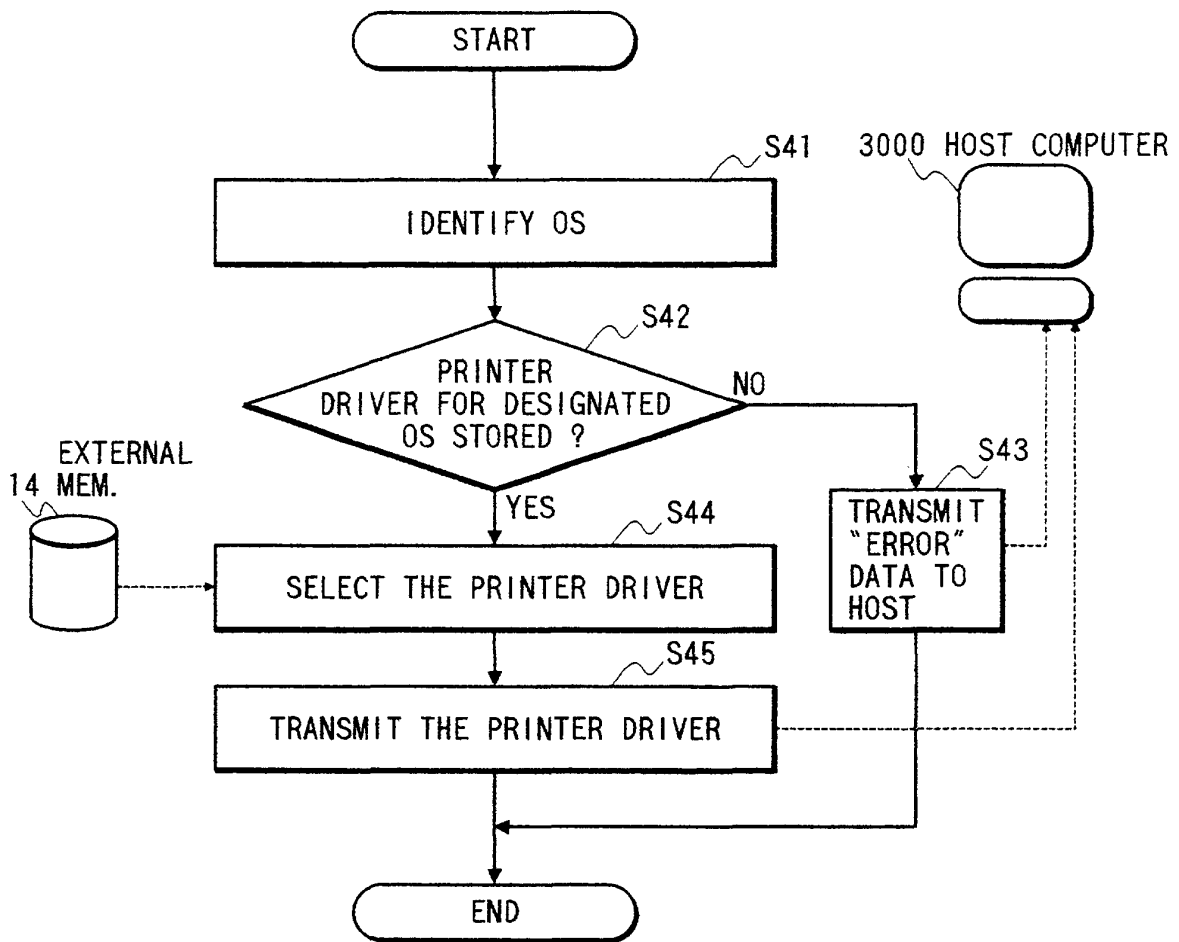 START
S41
3000 HOST COMPUTER
IDENTIFY OS
S42
PRINTER
DRIVER FOR DESIGNATED
OS STORED ?
NO
YES
EXTERNAL
14 MEM.
S43
TRANSMIT
"ERROR"
DATA TO
HOST
S44
SELECT THE PRINTER DRIVER
S45
TRANSMIT THE PRINTER DRIVER
END